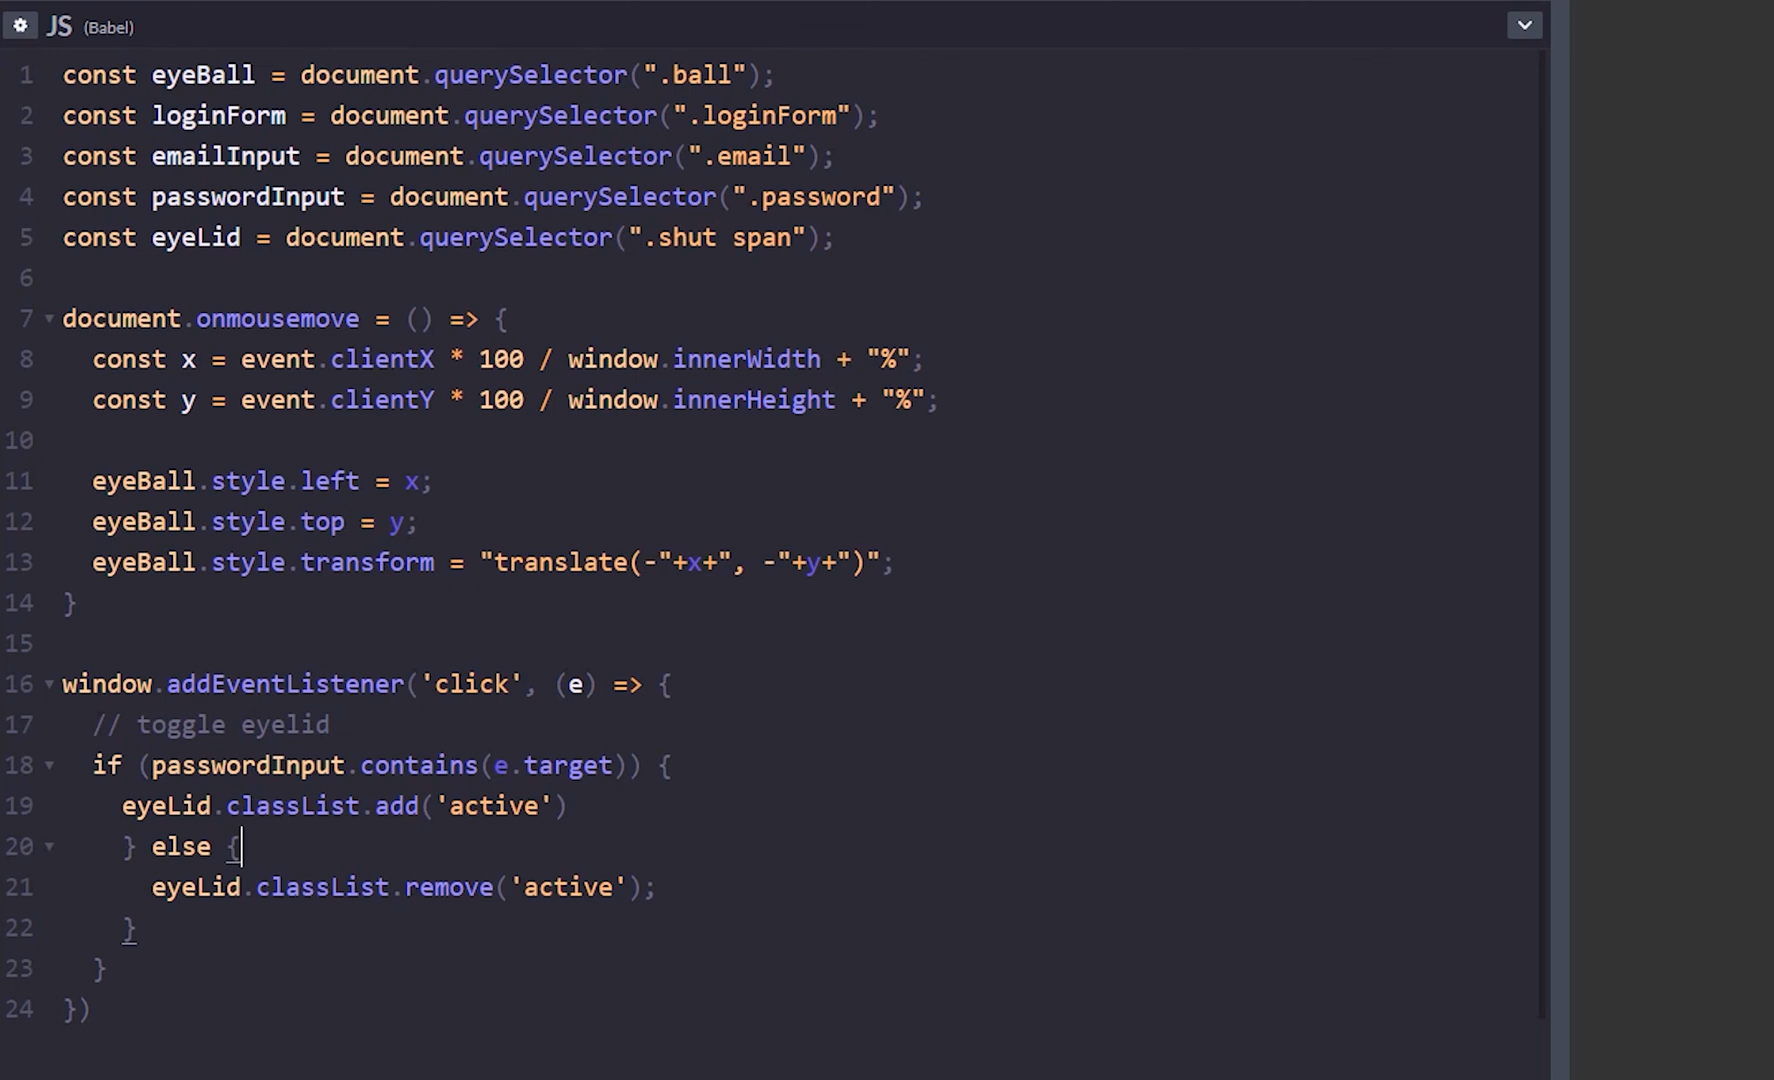 JS (Babel)
1 const eyeBall = document.querySelector(".ball");
2 const loginForm = document.querySelector(".loginForm");
3 const emailInput = document.querySelector(".email");
4 const passwordInput = document.querySelector(".password");
5 const eyeLid = document.querySelector(".shut span");
6
7 document.onmousemove = () => {
8 const x = event.clientX * 100 / window.innerWidth + "%";
9 const y = event.clientY * 100 / window.innerHeight + "%";
10
11 eyeBall.style.left = x;
12 eyeBall.style.top = y;
13 eyeBall.style.transform = "translate(-"+x+", -"+y+")";
14 }
15
16 window.addEventListener('click', (e) => {
17 // toggle eyelid
18 if (passwordInput.contains(e.target)) {
19 eyeLid.classList.add('active')
20 } else {
21 eyeLid.classList.remove('active');
22 }
23 }
24 })